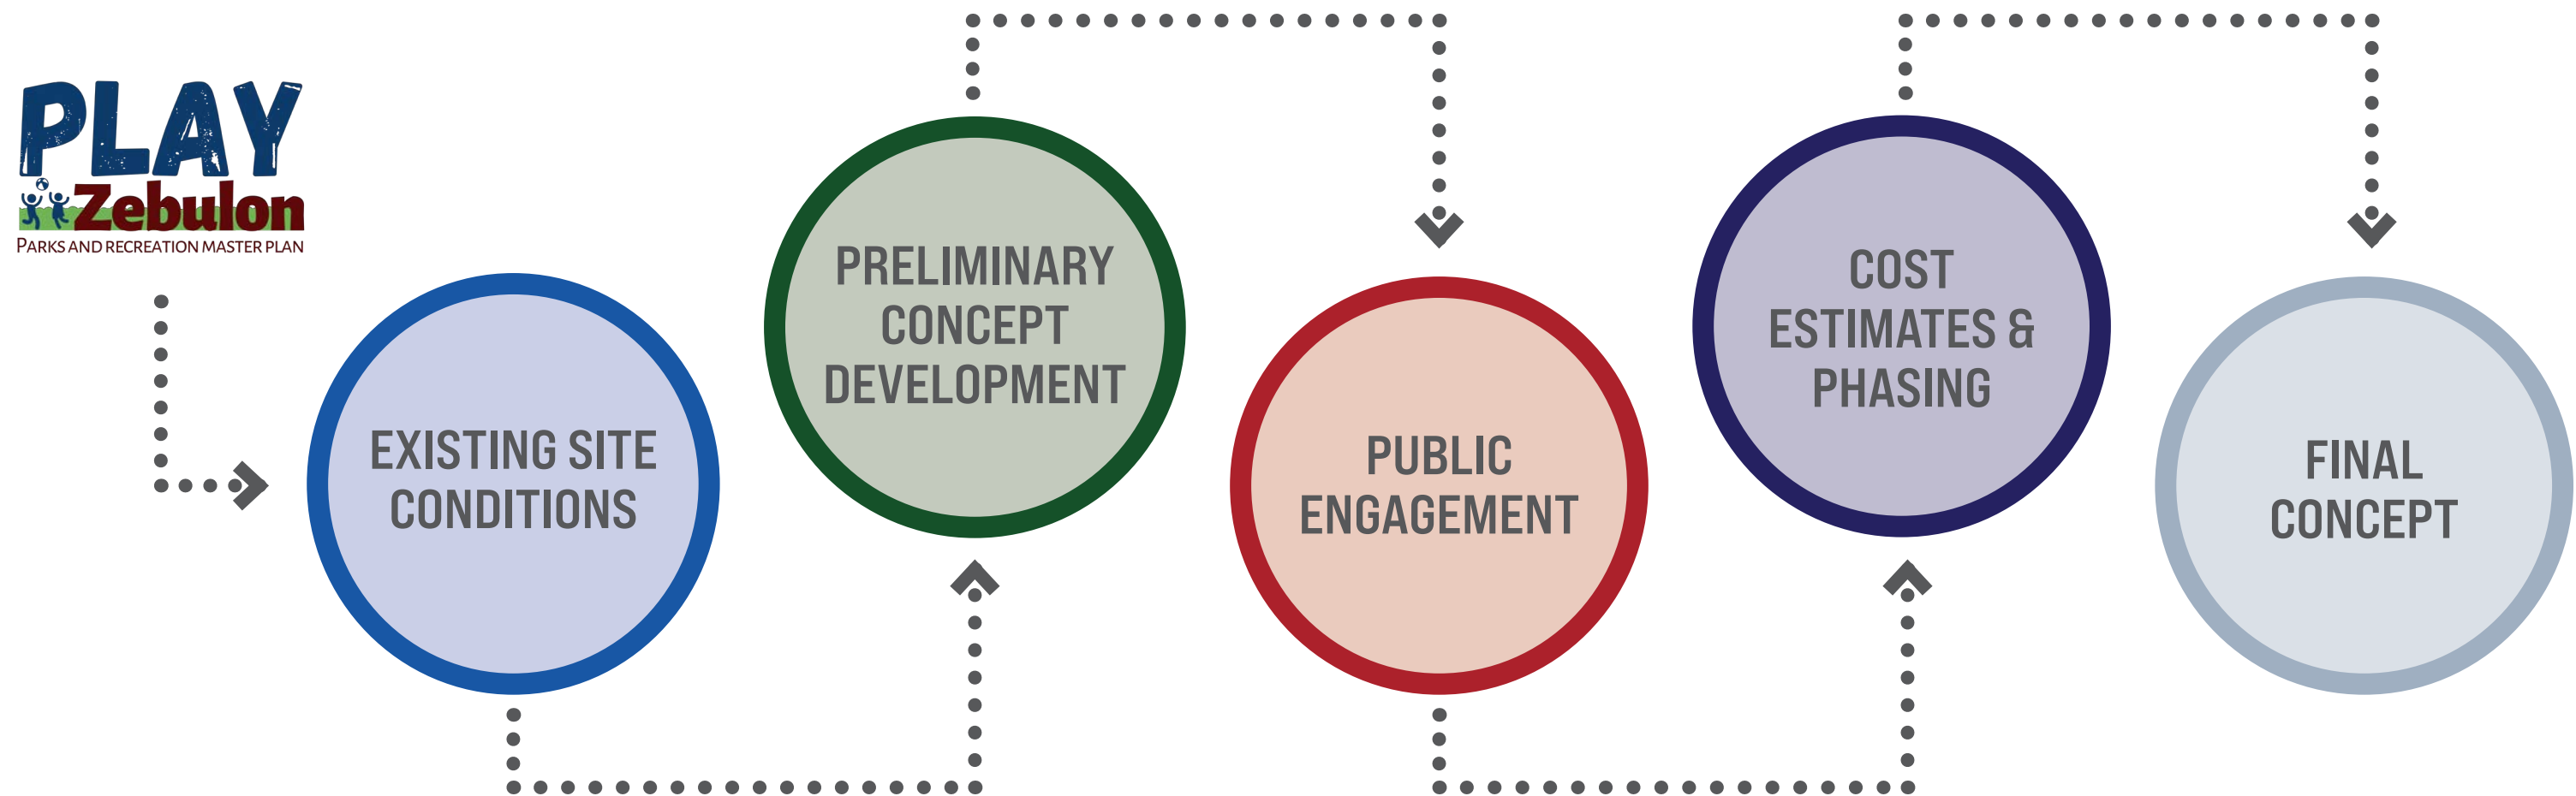 PLAY
Zebulon
PARKS AND RECREATION MASTER PLAN
EXISTING SITE
CONDITIONS
PRELIMINARY
CONCEPT
DEVELOPMENT
PUBLIC
ENGAGEMENT
COST
ESTIMATES &
PHASING
FINAL
CONCEPT